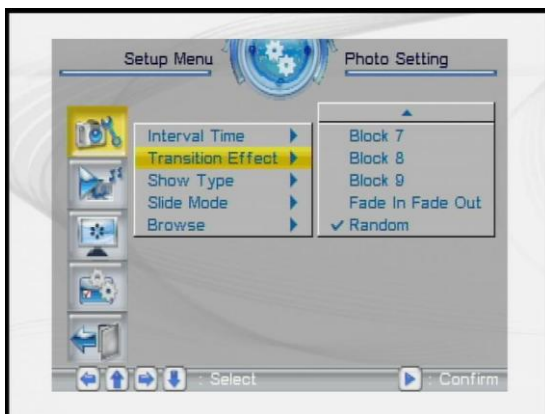 Setup Menu
Photo Setting
Interval Time
Transition Effect
Show Type
Slide Mode
Browse
Block 7
Block 8
Block 9
Fade In Fade Out
Random
: Select
: Confirm